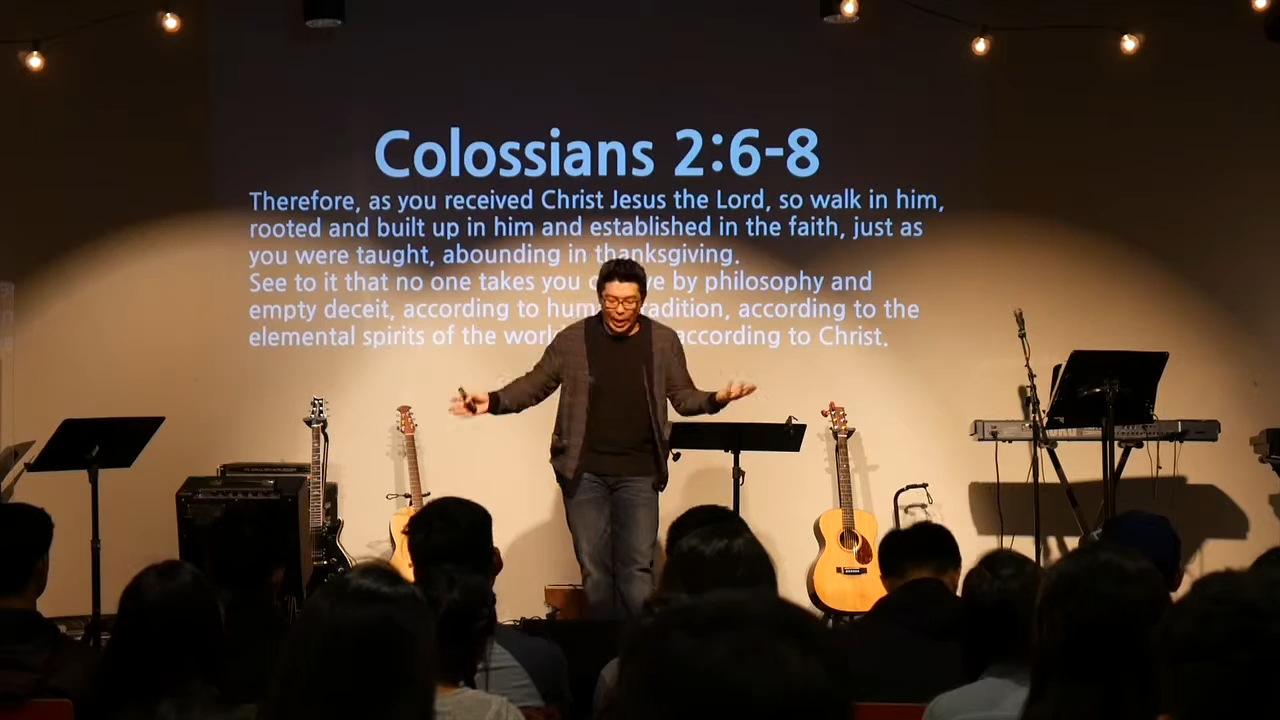 Colossians 2:6-8
Therefore, as you received Christ Jesus the Lord, so walk in him,
rooted and built up in him and established in the faith, just as
you were taught, abounding in thanksgiving.
See to it that no one takes you by philosophy and
empty deceit, according to according to the
elemental spirits of the according to Christ.